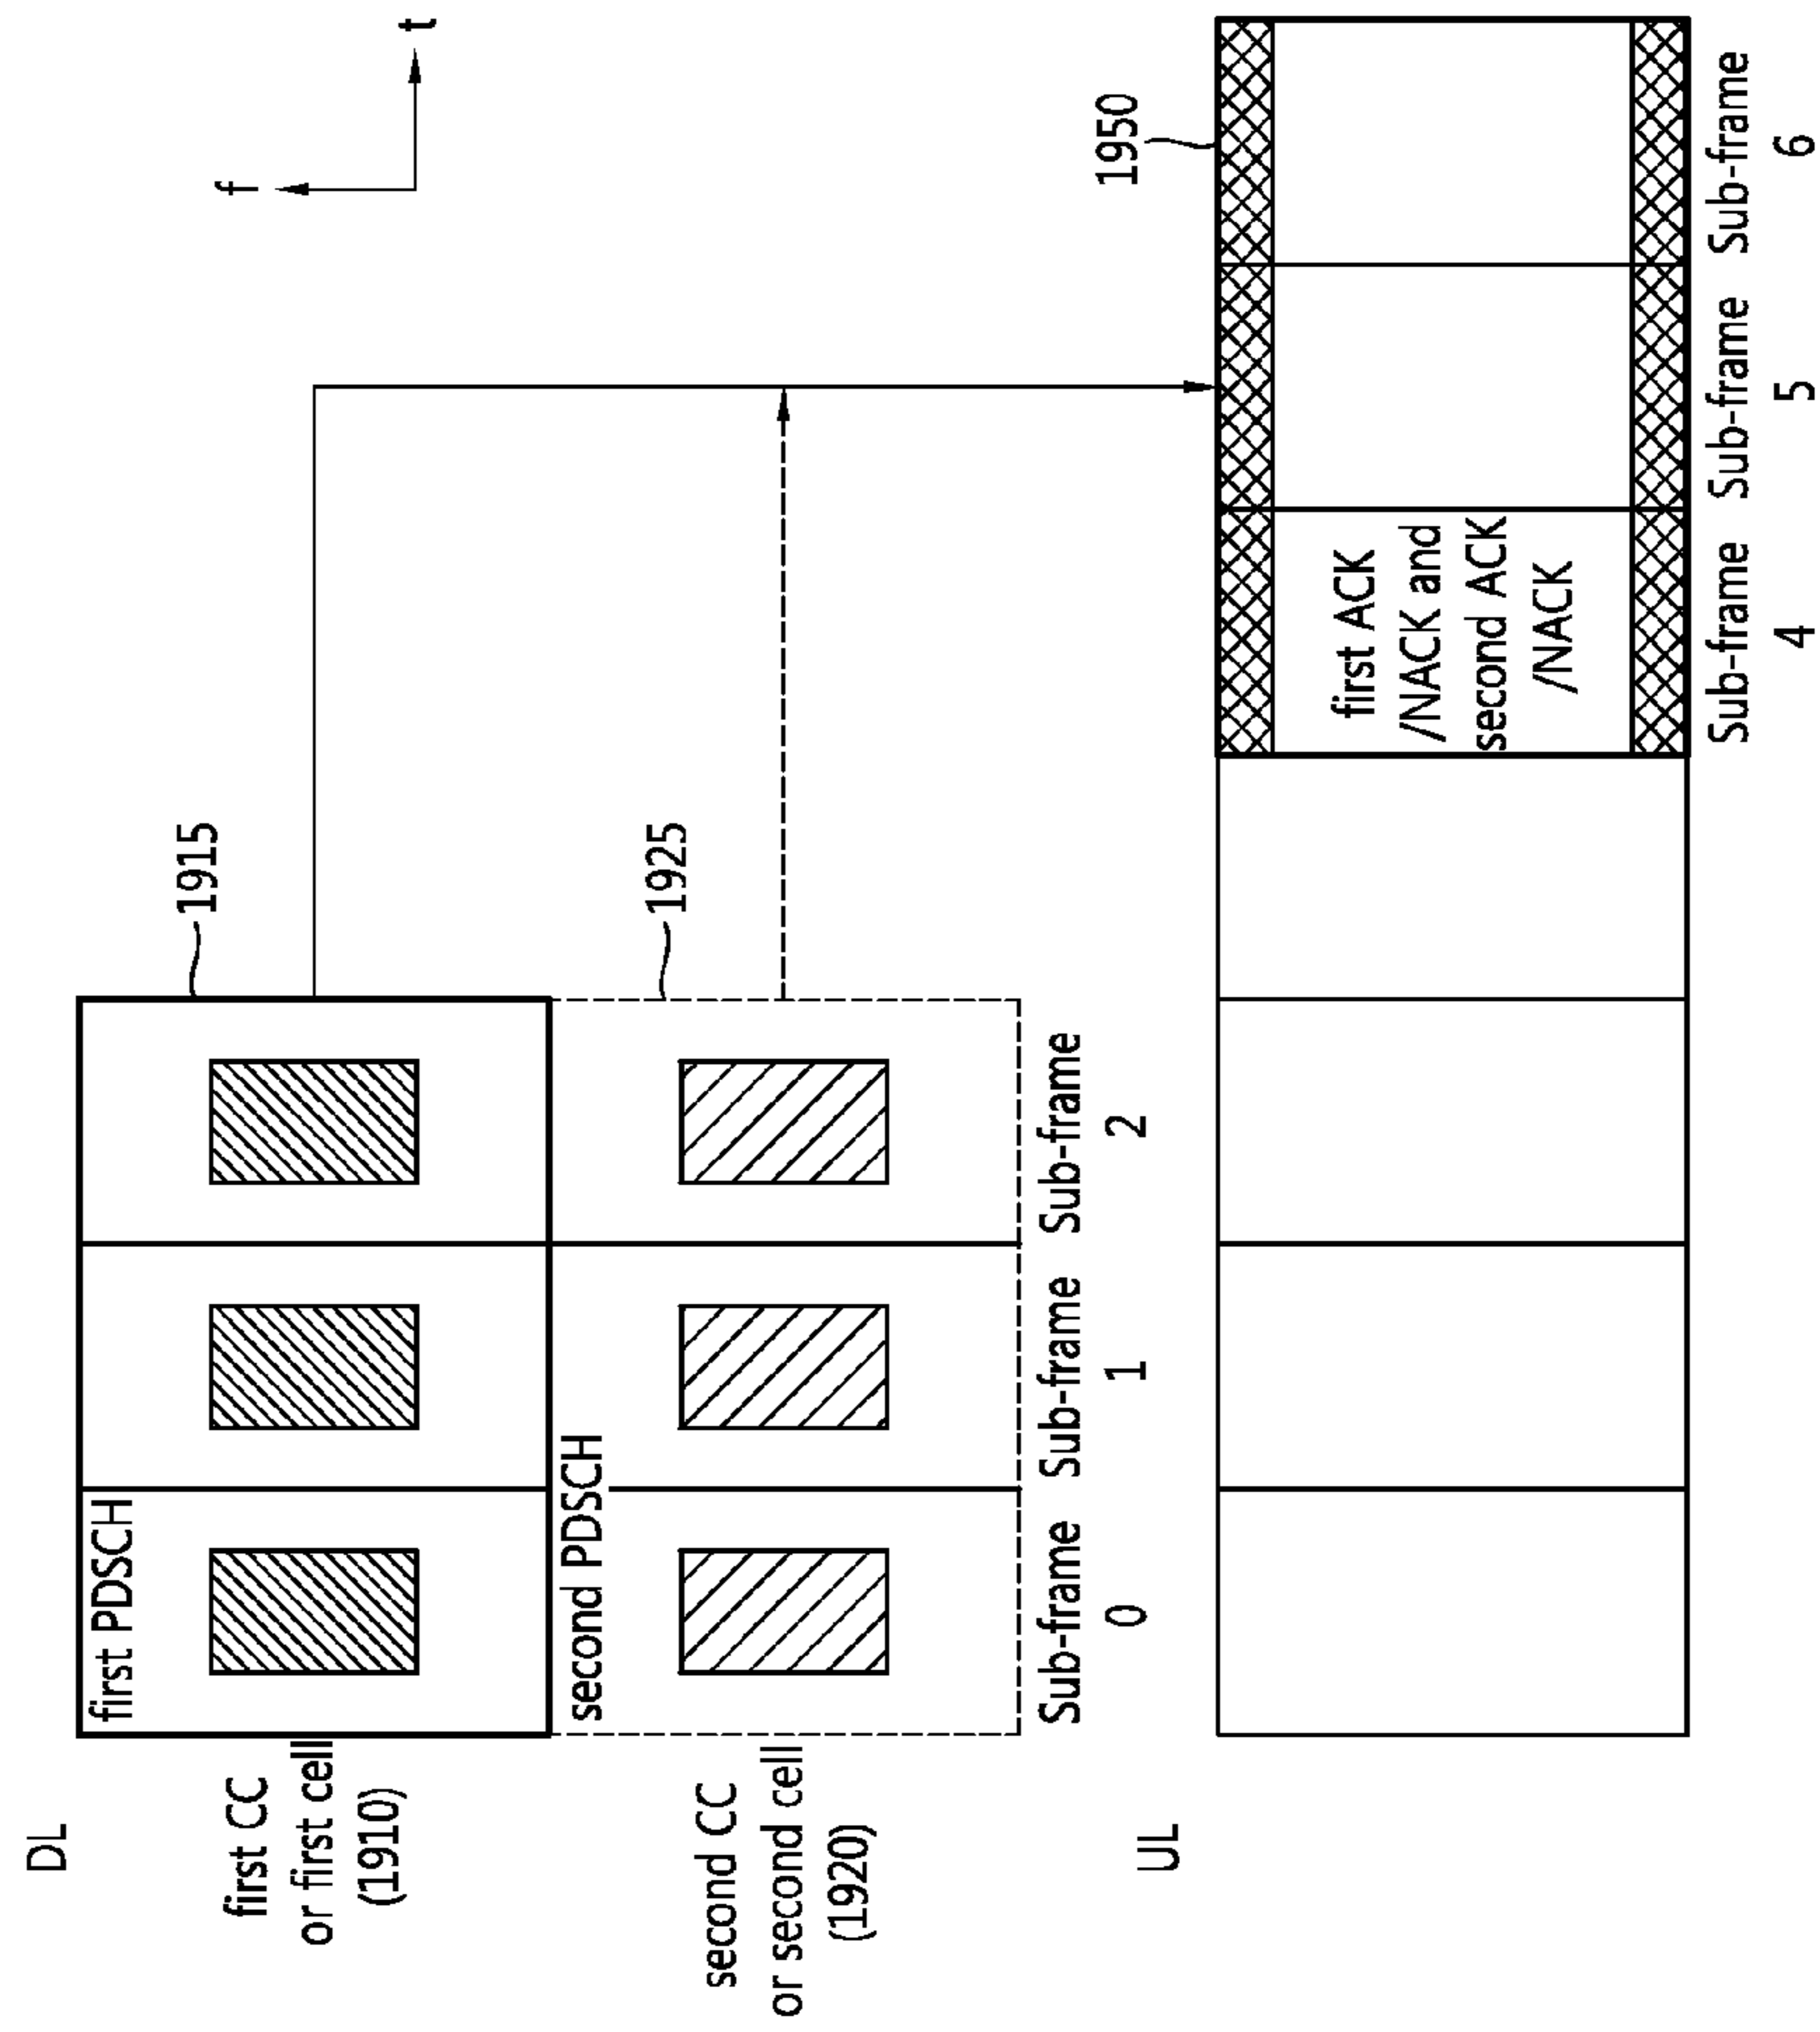 DL
f
t
first CC
or first cell
(1910)
first PDSCH
1915
second CC
or second cell
(1920)
second PDSCH
1925
Sub-frame
0
Sub-frame
1
Sub-frame
2
UL
1950
first ACK
/NACK and
second ACK
/NACK
Sub-frame
4
Sub-frame
5
Sub-frame
6